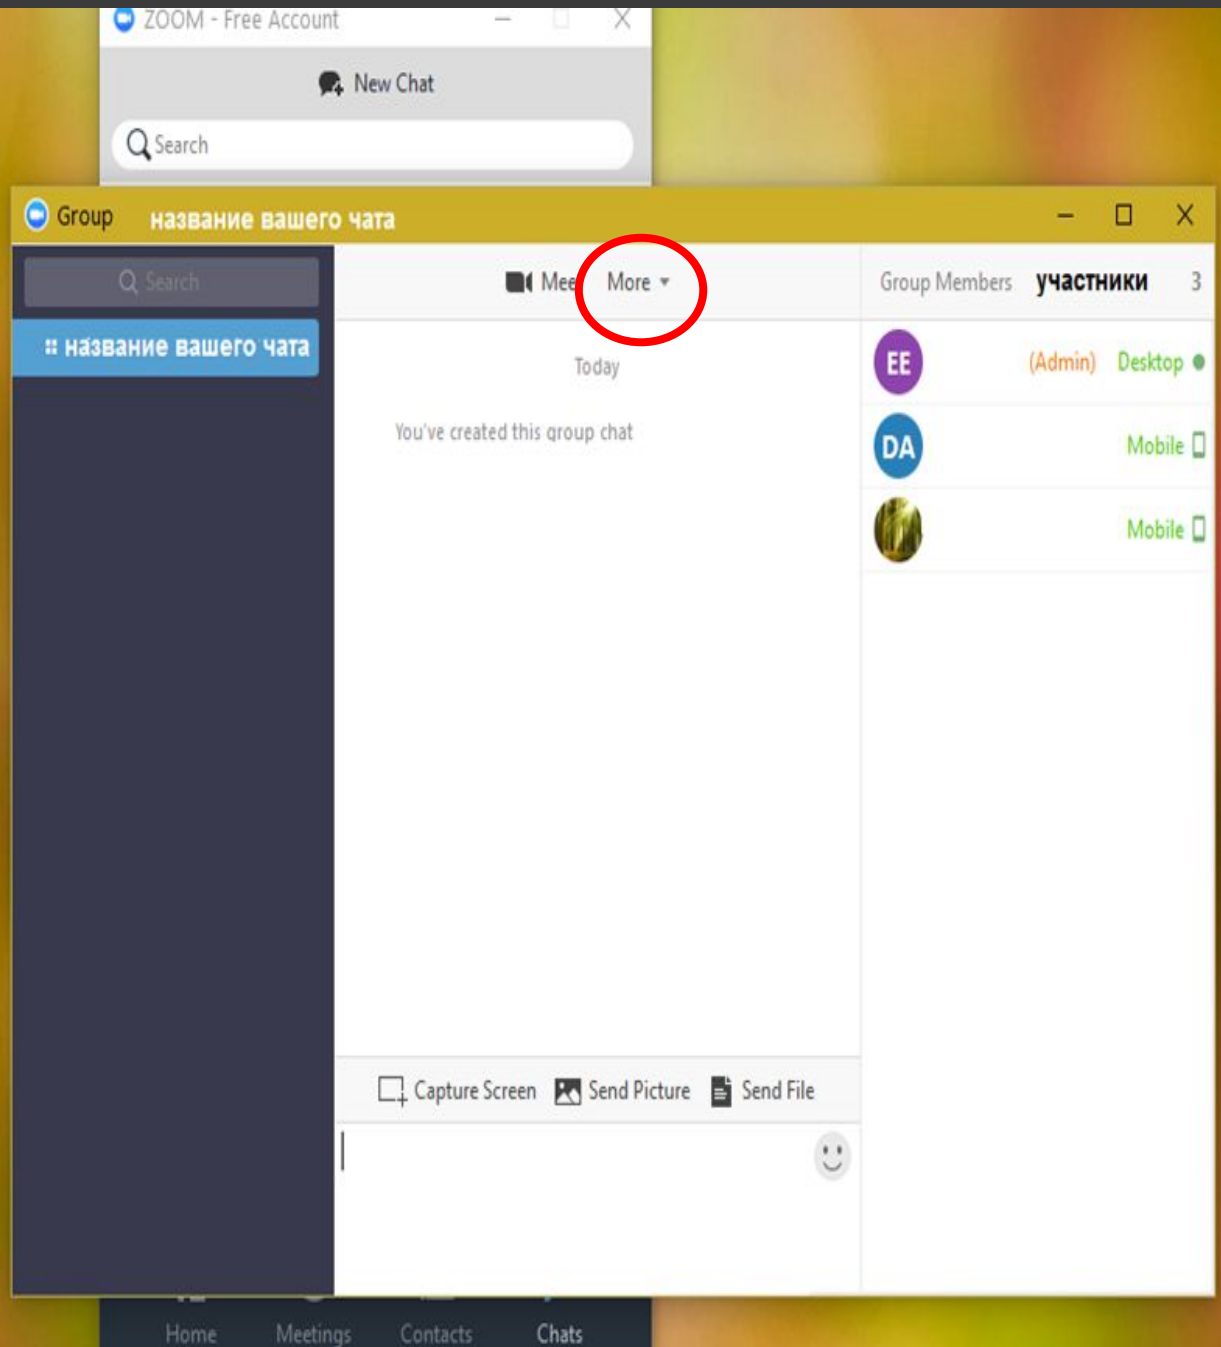 ZOOM - Free Account
New Chat
Search
Group название вашего чата
Search
название вашего чата
Mee More
Group Members участники 3
Today
You've created this group chat
EE (Admin) Desktop
DA Mobile
Mobile
Capture Screen Send Picture Send File
Home Meetings Contacts Chats